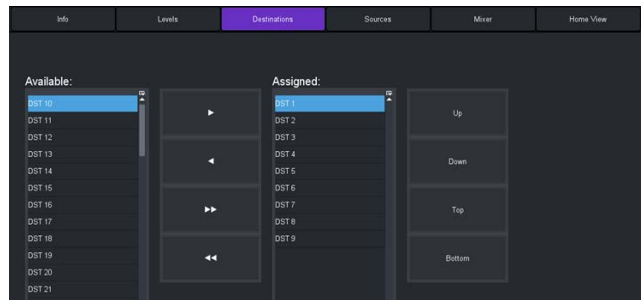 Info
Levels
Destinations
Sources
Mixer
Home View
Available:
DST 10
DST 11
DST 12
DST 13
DST 14
DST 15
DST 16
DST 17
DST 18
DST 19
DST 20
DST 21
Assigned:
DST 1
DST 2
DST 3
DST 4
DST 5
DST 6
DST 7
DST 8
DST 9
Up
Down
Top
Bottom